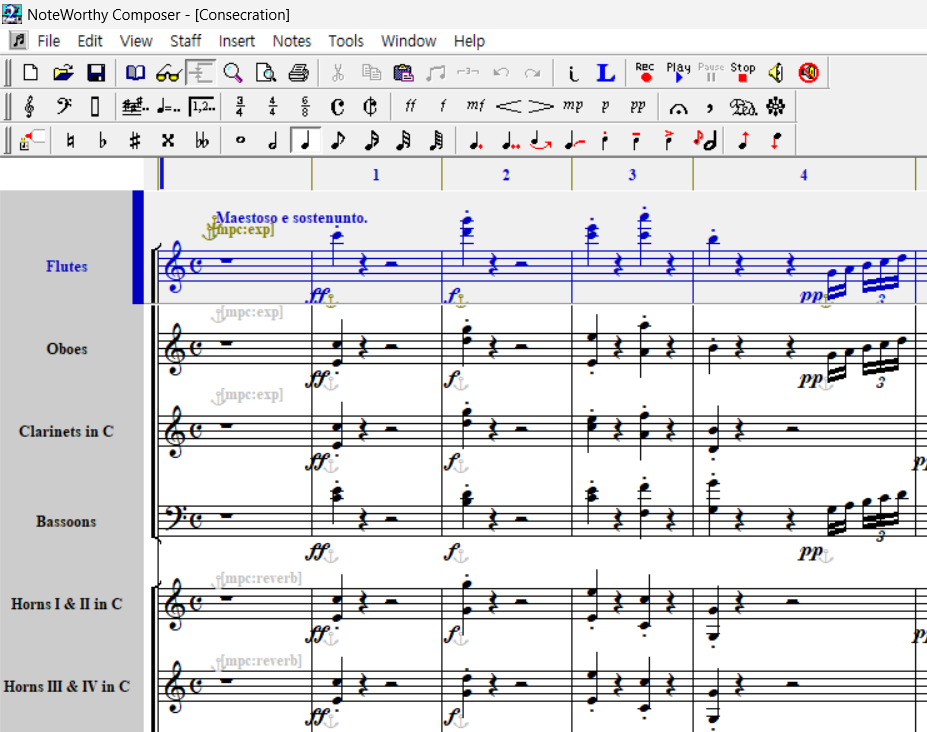 NoteWorthy Composer - [Consecration]
File Edit View Staff Insert Notes Tools Window Help
Rec Play Pause Stop
1,2..
3/4 4/4 6/8 C ff f mf mp p pp Ped.
1 2 3 4
Maestoso e sostenunto.
[mpc:exp]
Flutes
ff f pp 3
[mpc:exp]
Oboes
ff f pp 3
[mpc:exp]
Clarinets in C
ff f
Bassoons
3
ff f pp
[mpc:reverb]
Horns I & II in C
ff f
[mpc:reverb]
Horns III & IV in C
ff f